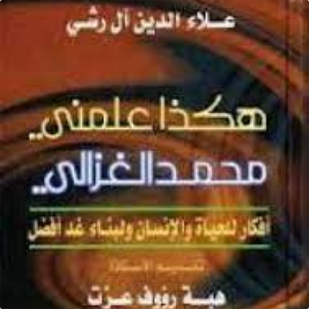 علاء الدين آل رشي
هكذا علمني..
محمد الغزالي..
أفكار للحياة والإنسان ولبناء غد أفضل
تقديم الأستاذة
هبة رؤوف عزت